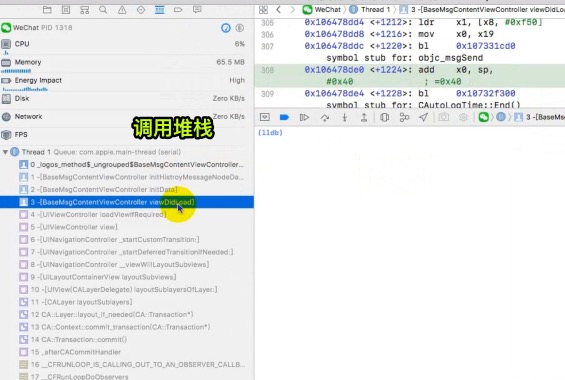 WeChat PID 1318
CPU 6%
Memory 65.5 MB
Energy Impact High
Disk Zero KB/s
Network Zero KB/s
FPS
调用堆栈
Thread 1 Queue: com.apple.main-thread (serial)
0 _logos_method$_ungrouped$BaseMsgContentViewController...
1 -[BaseMsgContentViewController initHistroyMessageNodeDa...
2 -[BaseMsgContentViewController initData]
3 -[BaseMsgContentViewController viewDidLoad]
4 -[UIViewController loadViewIfRequired]
5 -[UIViewController view]
6 -[UINavigationController _startCustomTransition:]
7 -[UINavigationController _startDeferredTransitionIfNeeded:]
8 -[UINavigationController __viewWillLayoutSubviews]
9 -[UILayoutContainerView layoutSubviews]
10 -[UIView(CALayerDelegate) layoutSublayersOfLayer:]
11 -[CALayer layoutSublayers]
12 CA::Layer::layout_if_needed(CA::Transaction*)
13 CA::Context::commit_transaction(CA::Transaction*)
14 CA::Transaction::commit()
15 _afterCACommitHandler
16 __CFRUNLOOP_IS_CALLING_OUT_TO_AN_OBSERVER_CALLB...
17 __CFRunLoopDoObservers
WeChat Thread 1 3 -[BaseMsgContentViewController
305 0x106478dd4 <+1212>: ldr x1, [x8, #0xf50]
306 0x106478dd8 <+1216>: mov x0, x19
307 0x106478ddc <+1220>: bl 0x107331cd0
symbol stub for: objc_msgSend
308 0x106478de0 <+1224>: add x0, sp,
#0x40 ; =0x40
309 0x106478de4 <+1228>: bl 0x10732f300
symbol stub for: CAutoLogTime::End()
3 -[BaseMsgCon
(lldb)